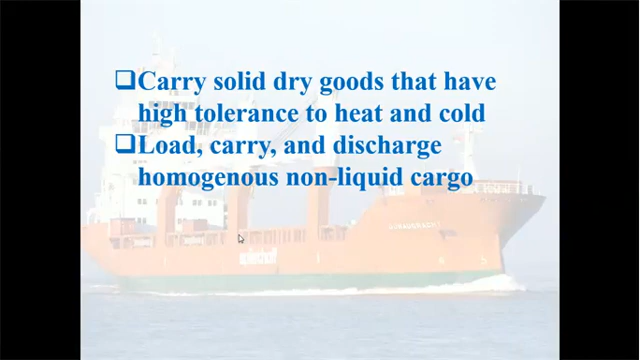 ❑Carry solid dry goods that have
high tolerance to heat and cold
❑Load, carry, and discharge
homogenous non-liquid cargo